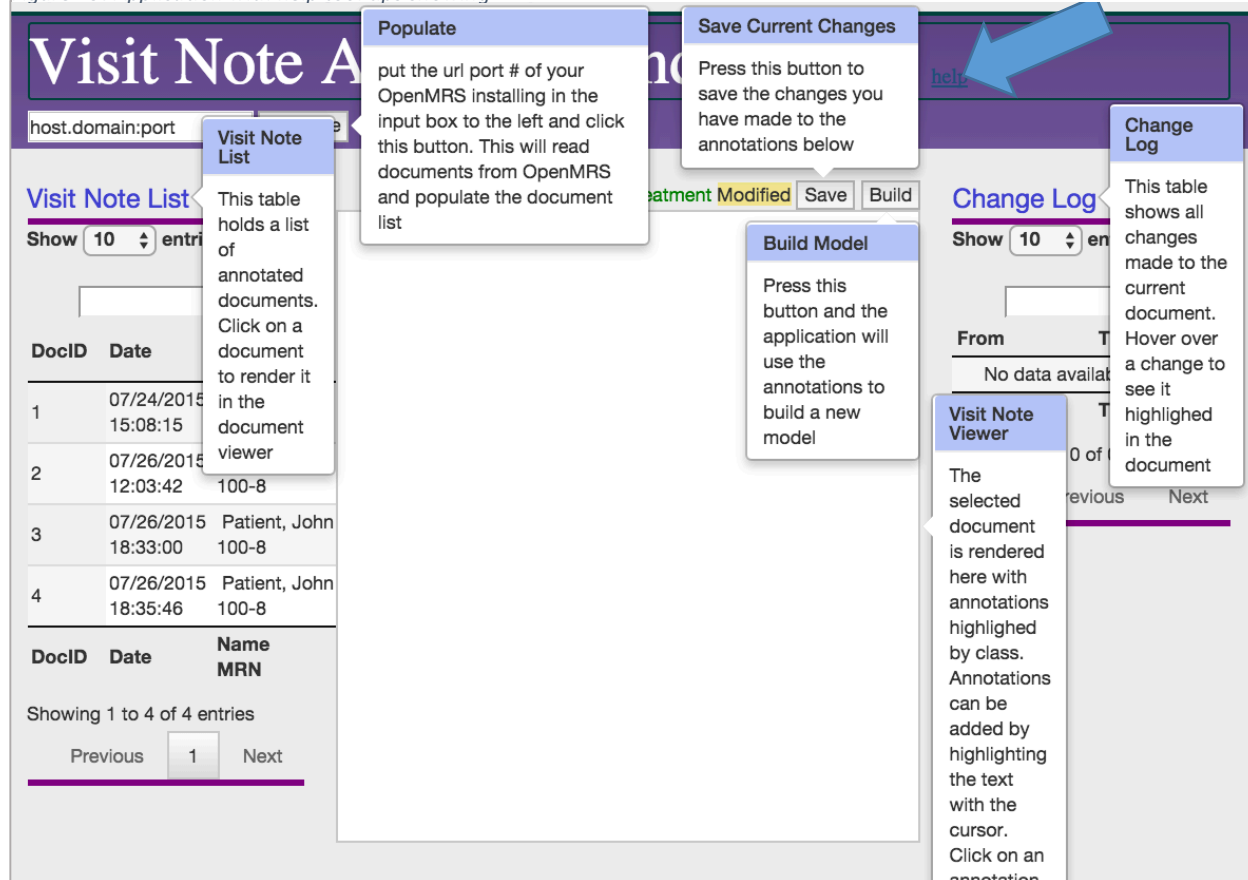 Visit Note A
help
host.domain:port
Populate
put the url port # of your
OpenMRS installing in the
input box to the left and click
this button. This will read
documents from OpenMRS
and populate the document
list
Save Current Changes
Press this button to
save the changes you
have made to the
annotations below
Visit Note
List
This table
holds a list
of
annotated
documents.
Click on a
document
to render it
in the
document
viewer
Change
Log
This table
shows all
changes
made to the
current
document.
Hover over
a change to
see it
highlighed
in the
document
Modified Save Build
Build Model
Press this
button and the
application will
use the
annotations to
build a new
model
Visit Note List
Show 10
DocID Date
1 07/24/2015
15:08:15
2 07/26/2015
12:03:42 100-8
3 07/26/2015 Patient, John
18:33:00 100-8
4 07/26/2015 Patient, John
18:35:46 100-8
DocID Date Name
MRN
Showing 1 to 4 of 4 entries
Previous 1 Next
Change Log
Show 10
From
No data
0 of
Next
Visit Note
Viewer
The
selected
document
is rendered
here with
annotations
highlighed
by class.
Annotations
can be
added by
highlighting
the text
with the
cursor.
Click on an